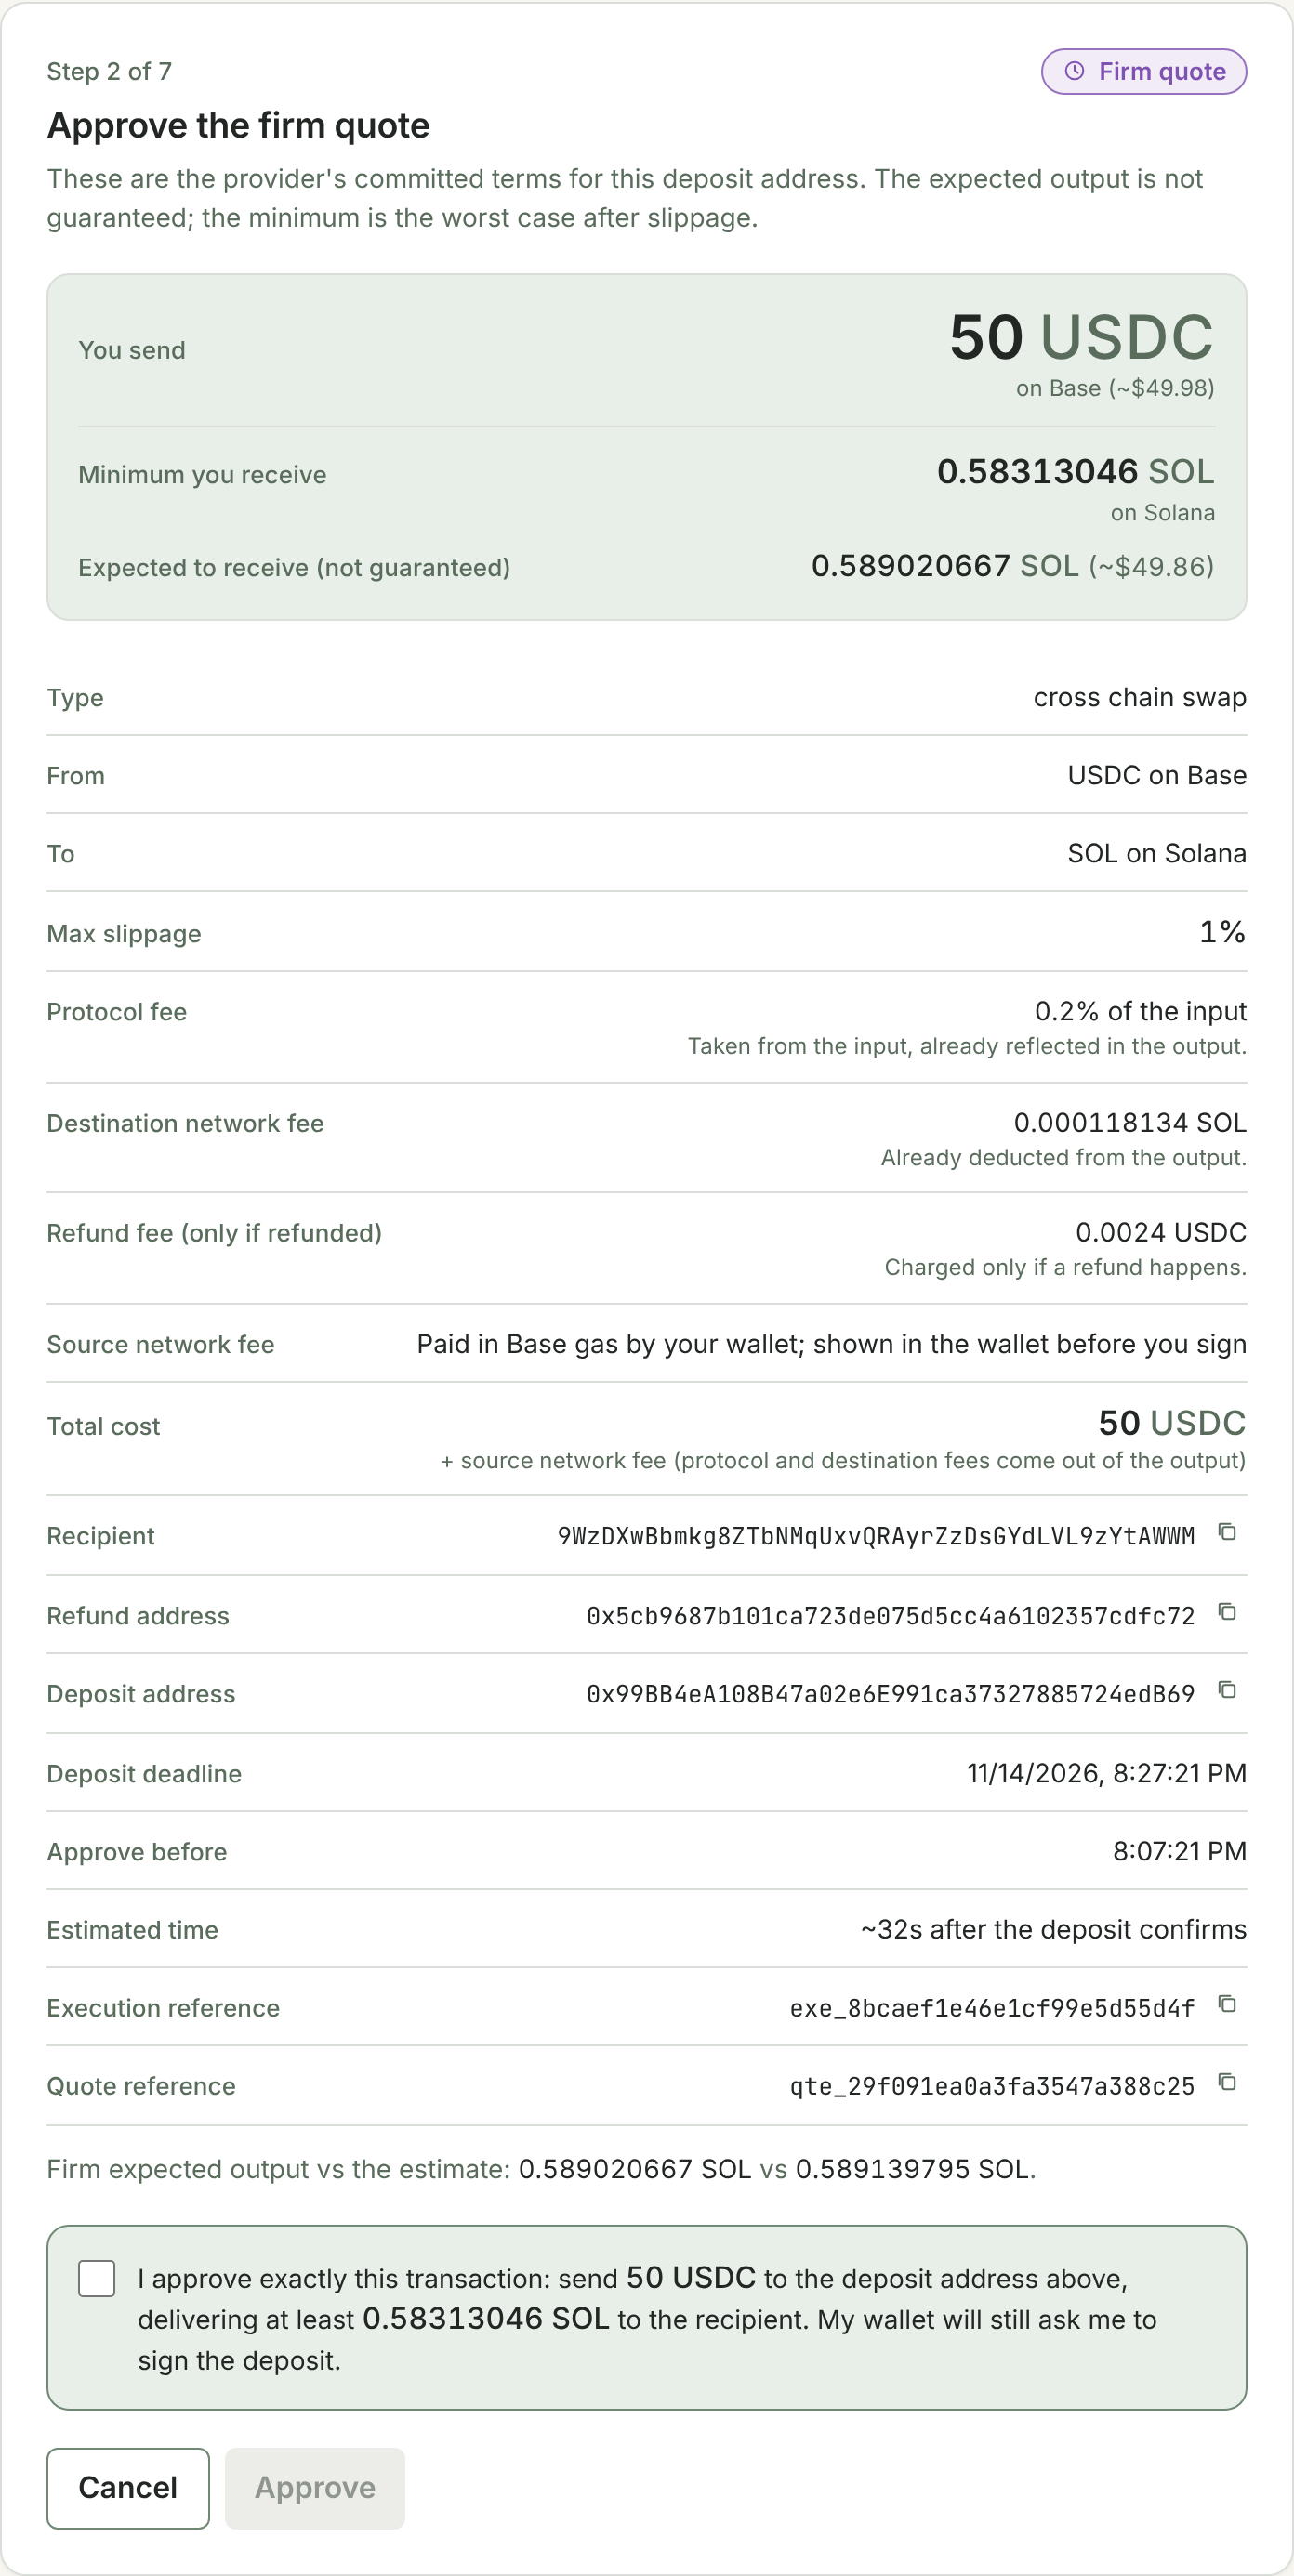 Step 2 of 7
Firm quote
Approve the firm quote
These are the provider's committed terms for this deposit address. The expected output is not
guaranteed; the minimum is the worst case after slippage.
You send
50 USDC
on Base (~$49.98)
Minimum you receive
0.58313046 SOL
on Solana
Expected to receive (not guaranteed)
0.589020667 SOL (~$49.86)
Type
cross chain swap
From
USDC on Base
To
SOL on Solana
Max slippage
1%
Protocol fee
0.2% of the input
Taken from the input, already reflected in the output.
Destination network fee
0.000118134 SOL
Already deducted from the output.
Refund fee (only if refunded)
0.0024 USDC
Charged only if a refund happens.
Source network fee
Paid in Base gas by your wallet; shown in the wallet before you sign
Total cost
50 USDC
+ source network fee (protocol and destination fees come out of the output)
Recipient
9WzDXwBbmkg8ZTbNMqUxvQRAyrZzDsGYdLVL9zYtAWWM
Refund address
0x5cb9687b101ca723de075d5cc4a6102357cdfc72
Deposit address
0x99BB4eA108B47a02e6E991ca37327885724edB69
Deposit deadline
11/14/2026, 8:27:21 PM
Approve before
8:07:21 PM
Estimated time
~32s after the deposit confirms
Execution reference
exe_8bcaef1e46e1cf99e5d55d4f
Quote reference
qte_29f091ea0a3fa3547a388c25
Firm expected output vs the estimate: 0.589020667 SOL vs 0.589139795 SOL.
I approve exactly this transaction: send 50 USDC to the deposit address above,
delivering at least 0.58313046 SOL to the recipient. My wallet will still ask me to
sign the deposit.
Cancel
Approve